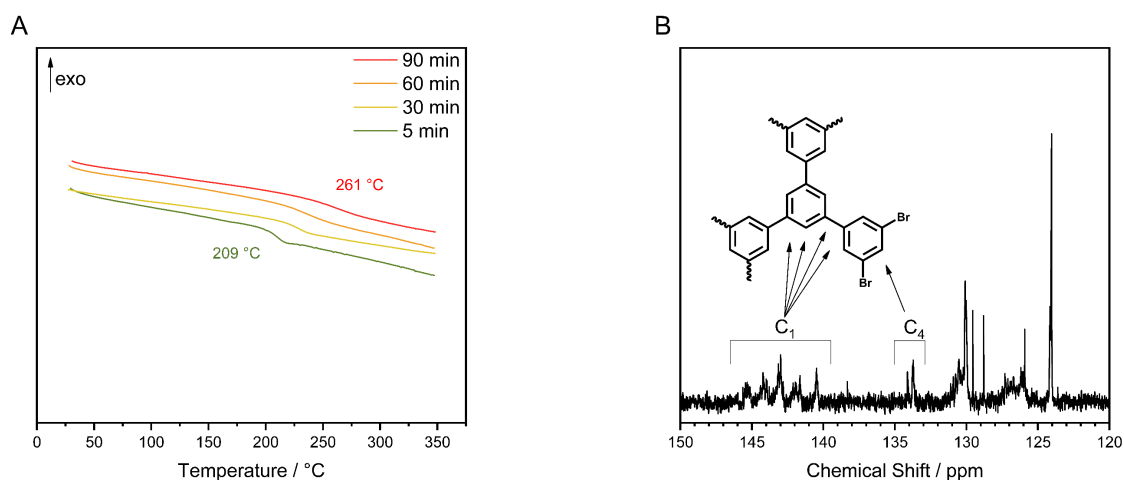 A
exo
90 min
60 min
30 min
5 min
261 °C
209 °C
0 50 100 150 200 250 300 350
Temperature / °C
B
Br
Br
C₁
C₄
150 145 140 135 130 125 120
Chemical Shift / ppm